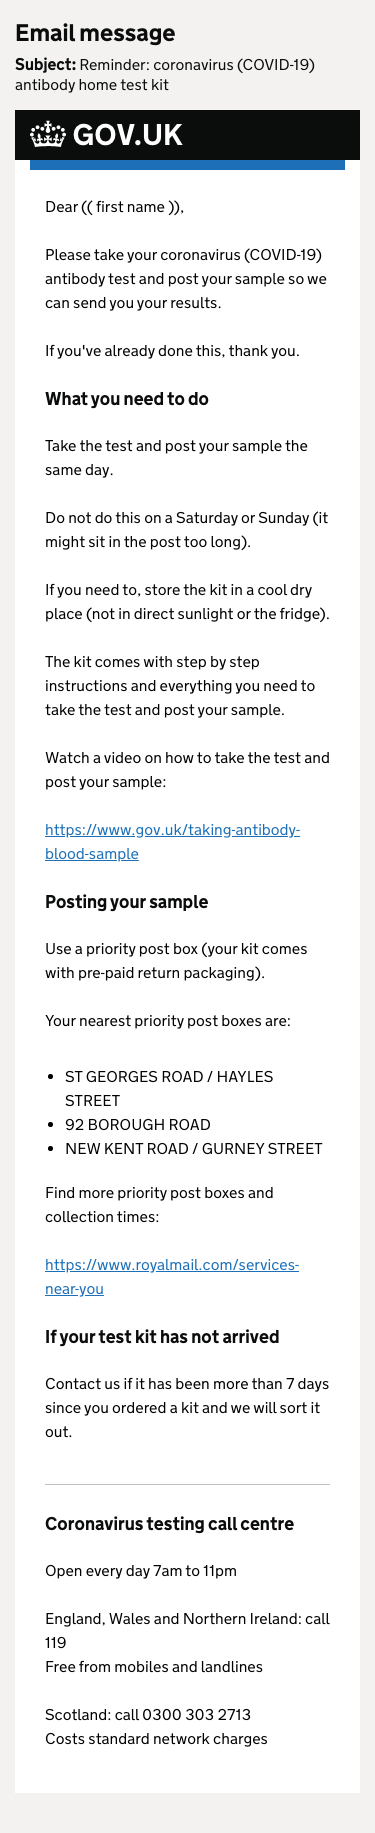 Email message
Subject: Reminder: coronavirus (COVID-19)
antibody home test kit
GOV.UK
Dear (( first name )),
Please take your coronavirus (COVID-19)
antibody test and post your sample so we
can send you your results.
If you've already done this, thank you.
What you need to do
Take the test and post your sample the
same day.
Do not do this on a Saturday or Sunday (it
might sit in the post too long).
If you need to, store the kit in a cool dry
place (not in direct sunlight or the fridge).
The kit comes with step by step
instructions and everything you need to
take the test and post your sample.
Watch a video on how to take the test and
post your sample:
https://www.gov.uk/taking-antibody-
blood-sample
Posting your sample
Use a priority post box (your kit comes
with pre-paid return packaging).
Your nearest priority post boxes are:
• ST GEORGES ROAD / HAYLES
STREET
• 92 BOROUGH ROAD
• NEW KENT ROAD / GURNEY STREET
Find more priority post boxes and
collection times:
https://www.royalmail.com/services-
near-you
If your test kit has not arrived
Contact us if it has been more than 7 days
since you ordered a kit and we will sort it
out.
Coronavirus testing call centre
Open every day 7am to 11pm
England, Wales and Northern Ireland: call
119
Free from mobiles and landlines
Scotland: call 0300 303 2713
Costs standard network charges